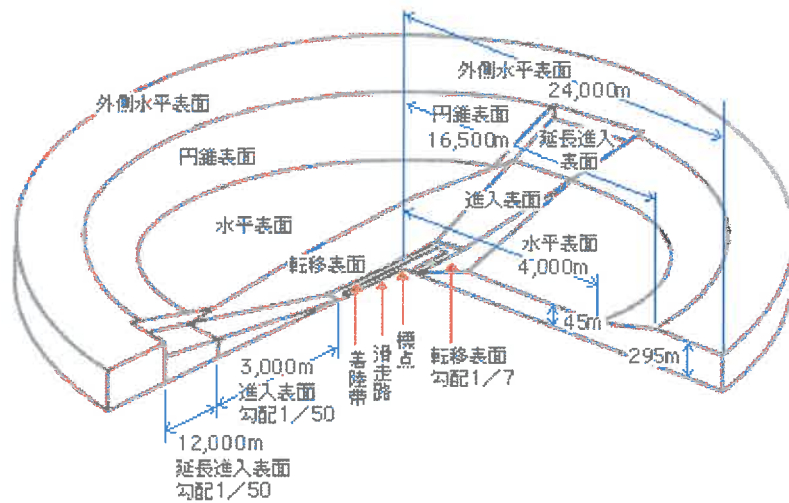 外側水平表面
24,000m
外側水平表面
円錐表面
16,500m
延長進入
表面
円錐表面
進入表面
水平表面
水平表面
4,000m
転移表面
45m
295m
3,000m
進入表面
勾配1/50
着陸帯
滑走路
標点
転移表面
勾配1/7
12,000m
延長進入表面
勾配1/50